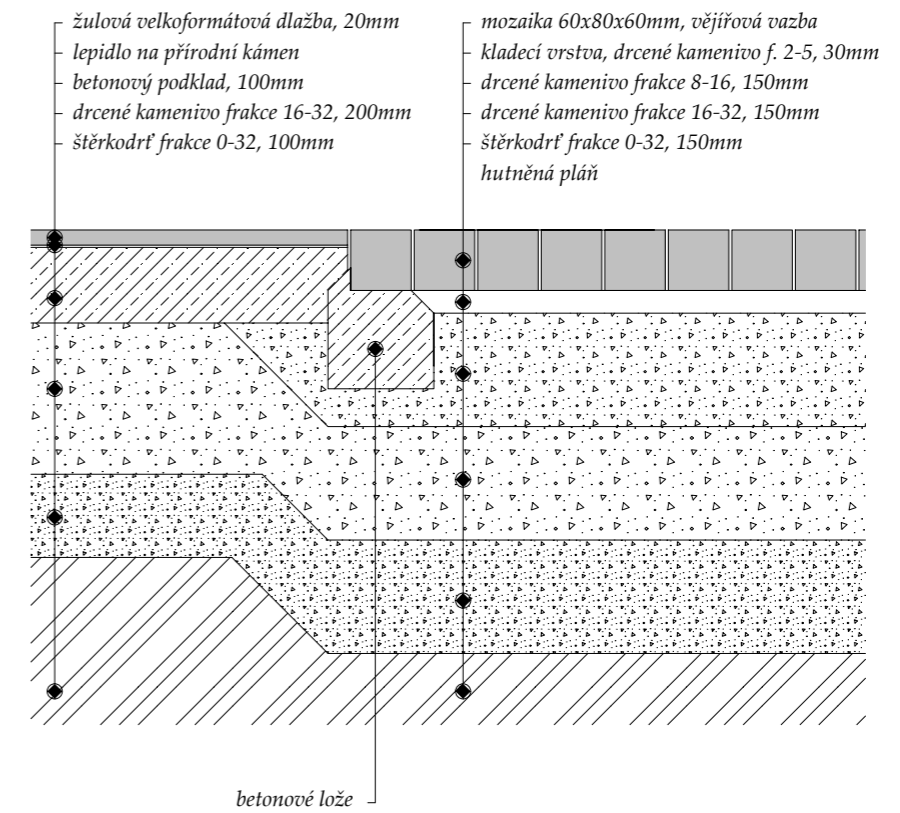 žulová velkoformátová dlažba, 20mm
lepidlo na přírodní kámen
betonový podklad, 100mm
drcené kamenivo frakce 16-32, 200mm
štěrkodrť frakce 0-32, 100mm
mozaika 60x80x60mm, vějířová vazba
kladecí vrstva, drcené kamenivo f. 2-5, 30mm
drcené kamenivo frakce 8-16, 150mm
drcené kamenivo frakce 16-32, 150mm
štěrkodrť frakce 0-32, 150mm
hutněná pláň
betonové lože